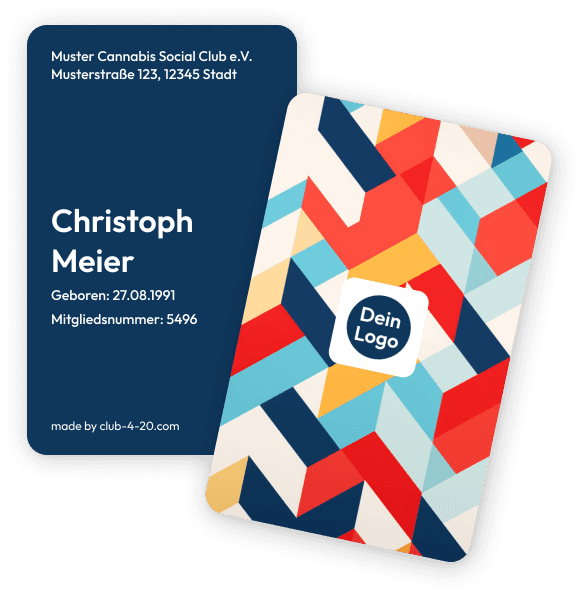 Muster Cannabis Social Club e.V.
Musterstraße 123, 12345 Stadt
Christoph
Meier
Geboren: 27.08.1991
Mitgliedsnummer: 5496
made by club-4-20.com
Dein
Logo